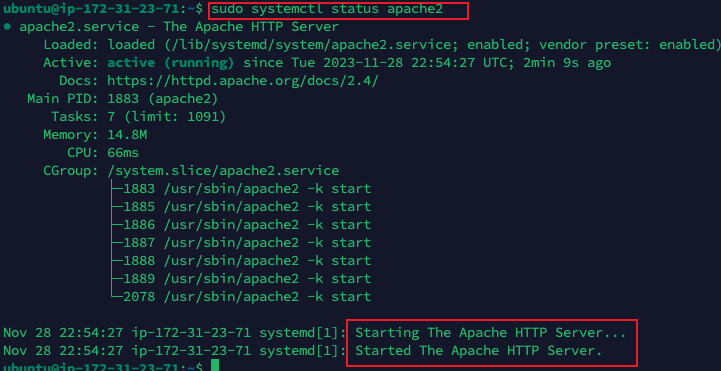 ubuntu@ip-172-31-23-71:~$ sudo systemctl status apache2
● apache2.service - The Apache HTTP Server
Loaded: loaded (/lib/systemd/system/apache2.service; enabled; vendor preset: enabled)
Active: active (running) since Tue 2023-11-28 22:54:27 UTC; 2min 9s ago
Docs: https://httpd.apache.org/docs/2.4/
Main PID: 1883 (apache2)
Tasks: 7 (limit: 1091)
Memory: 14.8M
CPU: 66ms
CGroup: /system.slice/apache2.service
├─1883 /usr/sbin/apache2 -k start
├─1885 /usr/sbin/apache2 -k start
├─1886 /usr/sbin/apache2 -k start
├─1887 /usr/sbin/apache2 -k start
├─1888 /usr/sbin/apache2 -k start
├─1889 /usr/sbin/apache2 -k start
└─2078 /usr/sbin/apache2 -k start
Nov 28 22:54:27 ip-172-31-23-71 systemd[1]: Starting The Apache HTTP Server...
Nov 28 22:54:27 ip-172-31-23-71 systemd[1]: Started The Apache HTTP Server.
ubuntu@ip-172-31-23-71:~$